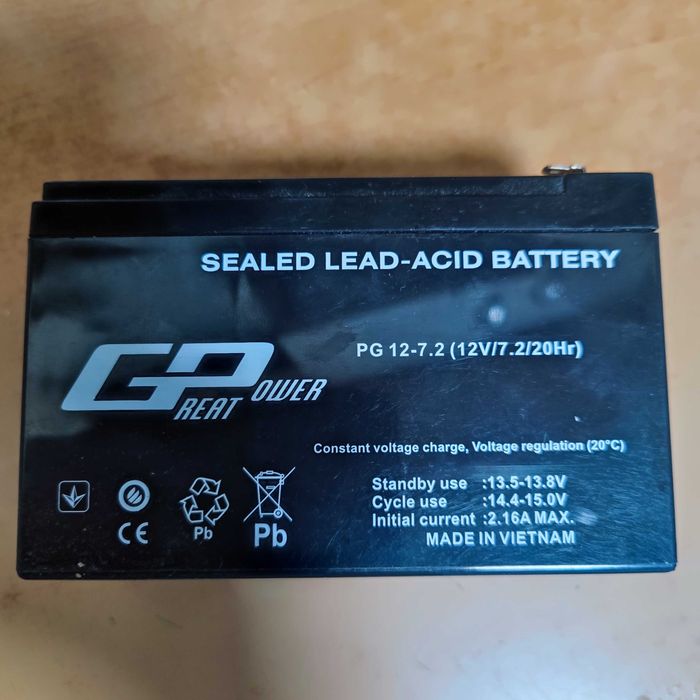 SEALED LEAD-ACID BATTERY
PG 12-7.2 (12V/7.2/20Hr)
GREAT POWER
Constant voltage charge, Voltage regulation (20°C)
Standby use :13.5-13.8V
Cycle use :14.4-15.0V
Initial current :2.16A MAX.
MADE IN VIETNAM
CE
Pb
Pb